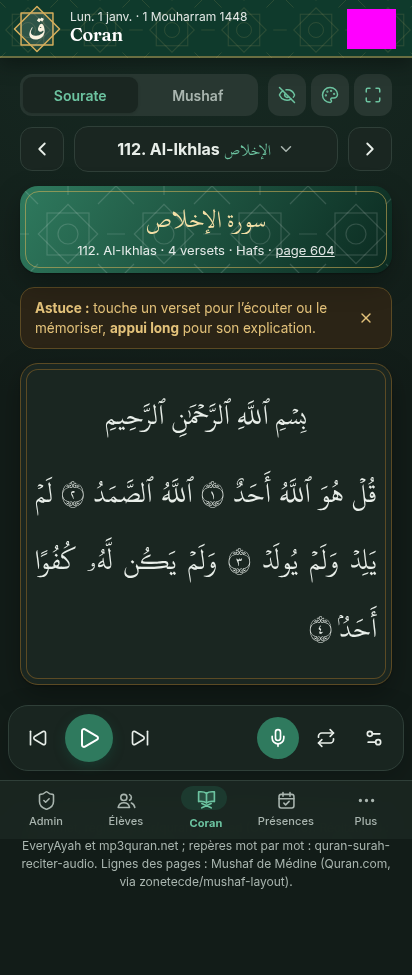 ق
Lun. 1 janv. · 1 Mouharram 1448
Coran
Sourate
Mushaf
112. Al-Ikhlas الإخلاص
سورة الإخلاص
112. Al-Ikhlas · 4 versets · Hafs · page 604
Astuce : touche un verset pour l’écouter ou le
mémoriser, appui long pour son explication.
بِسْمِ ٱللَّهِ ٱلرَّحْمَٰنِ ٱلرَّحِيمِ
قُلْ هُوَ ٱللَّهُ أَحَدٌ ١ ٱللَّهُ ٱلصَّمَدُ ٢ لَمْ
يَلِدْ وَلَمْ يُولَدْ ٣ وَلَمْ يَكُن لَّهُۥ كُفُوًا
أَحَدٌۢ ٤
Admin
Élèves
Coran
Présences
Plus
EveryAyah et mp3quran.net ; repères mot par mot : quran-surah-
reciter-audio. Lignes des pages : Mushaf de Médine (Quran.com,
via zonetecde/mushaf-layout).